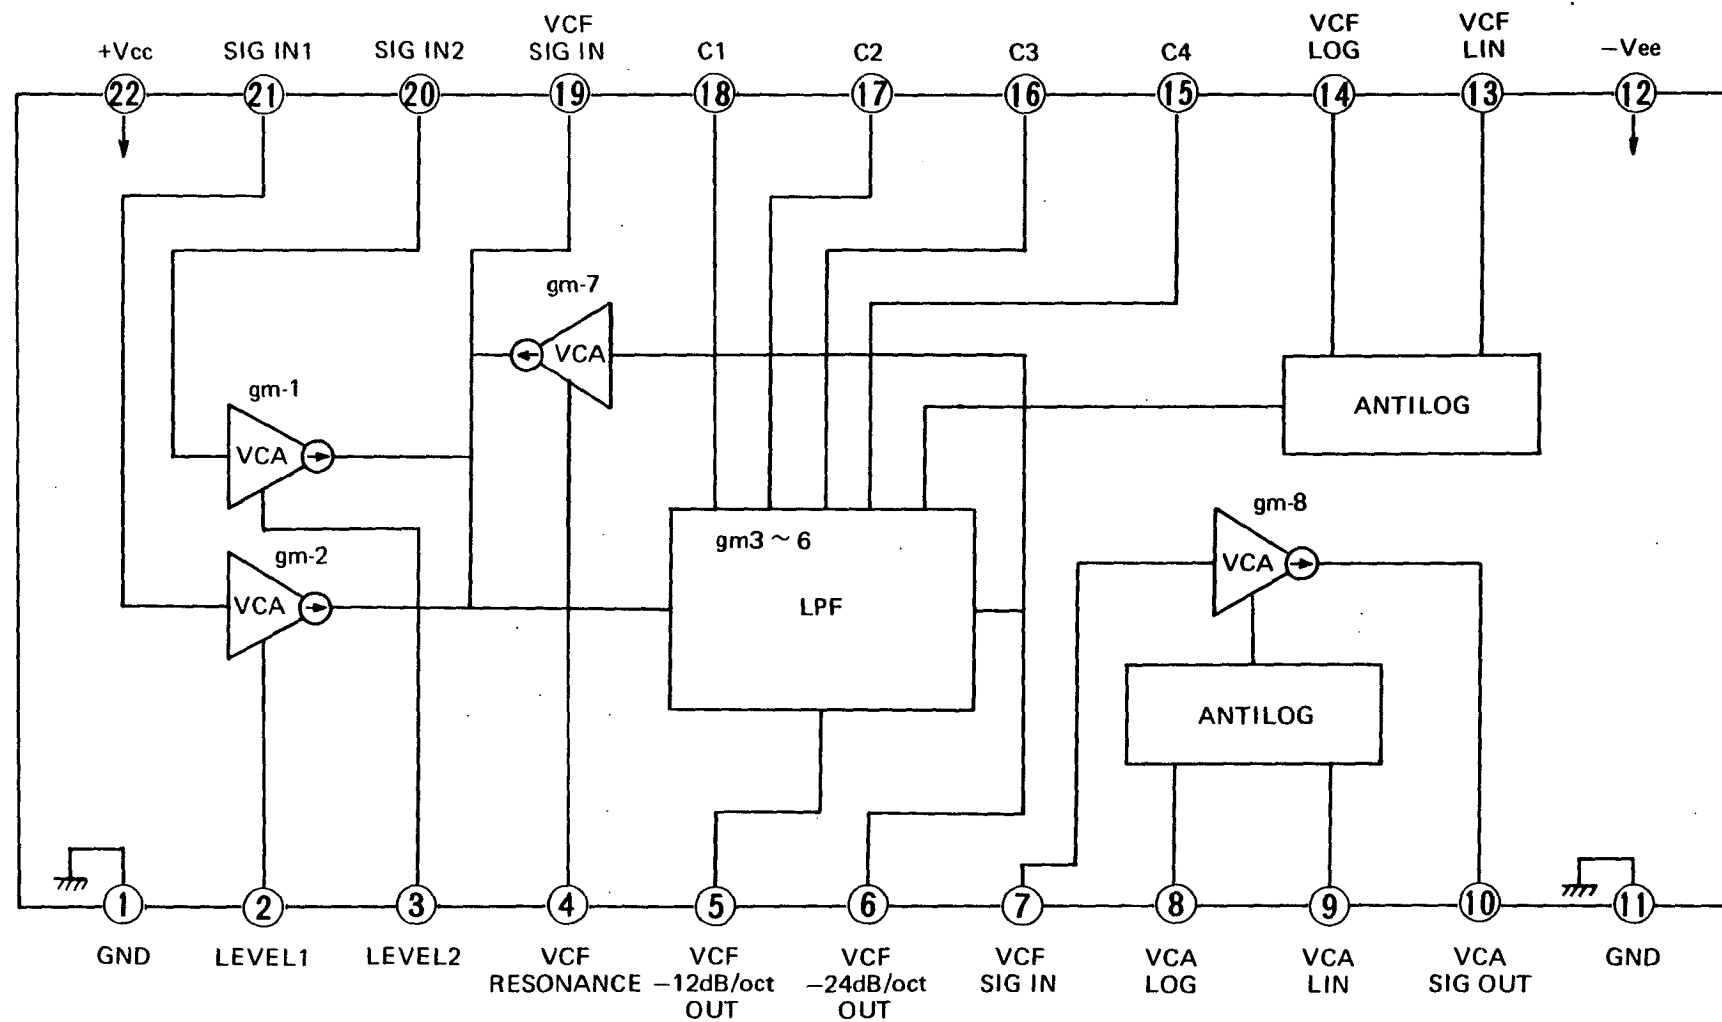 +Vcc
SIG IN1
SIG IN2
VCF
SIG IN
C1
C2
C3
C4
VCF
LOG
VCF
LIN
−Vee
22
21
20
19
18
17
16
15
14
13
12
gm-7
VCA
gm-1
VCA
ANTILOG
gm-2
VCA
gm3 ~ 6
LPF
gm-8
VCA
ANTILOG
1
2
3
4
5
6
7
8
9
10
11
GND
LEVEL1
LEVEL2
VCF
RESONANCE
VCF
−12dB/oct
OUT
VCF
−24dB/oct
OUT
VCF
SIG IN
VCA
LOG
VCA
LIN
VCA
SIG OUT
GND